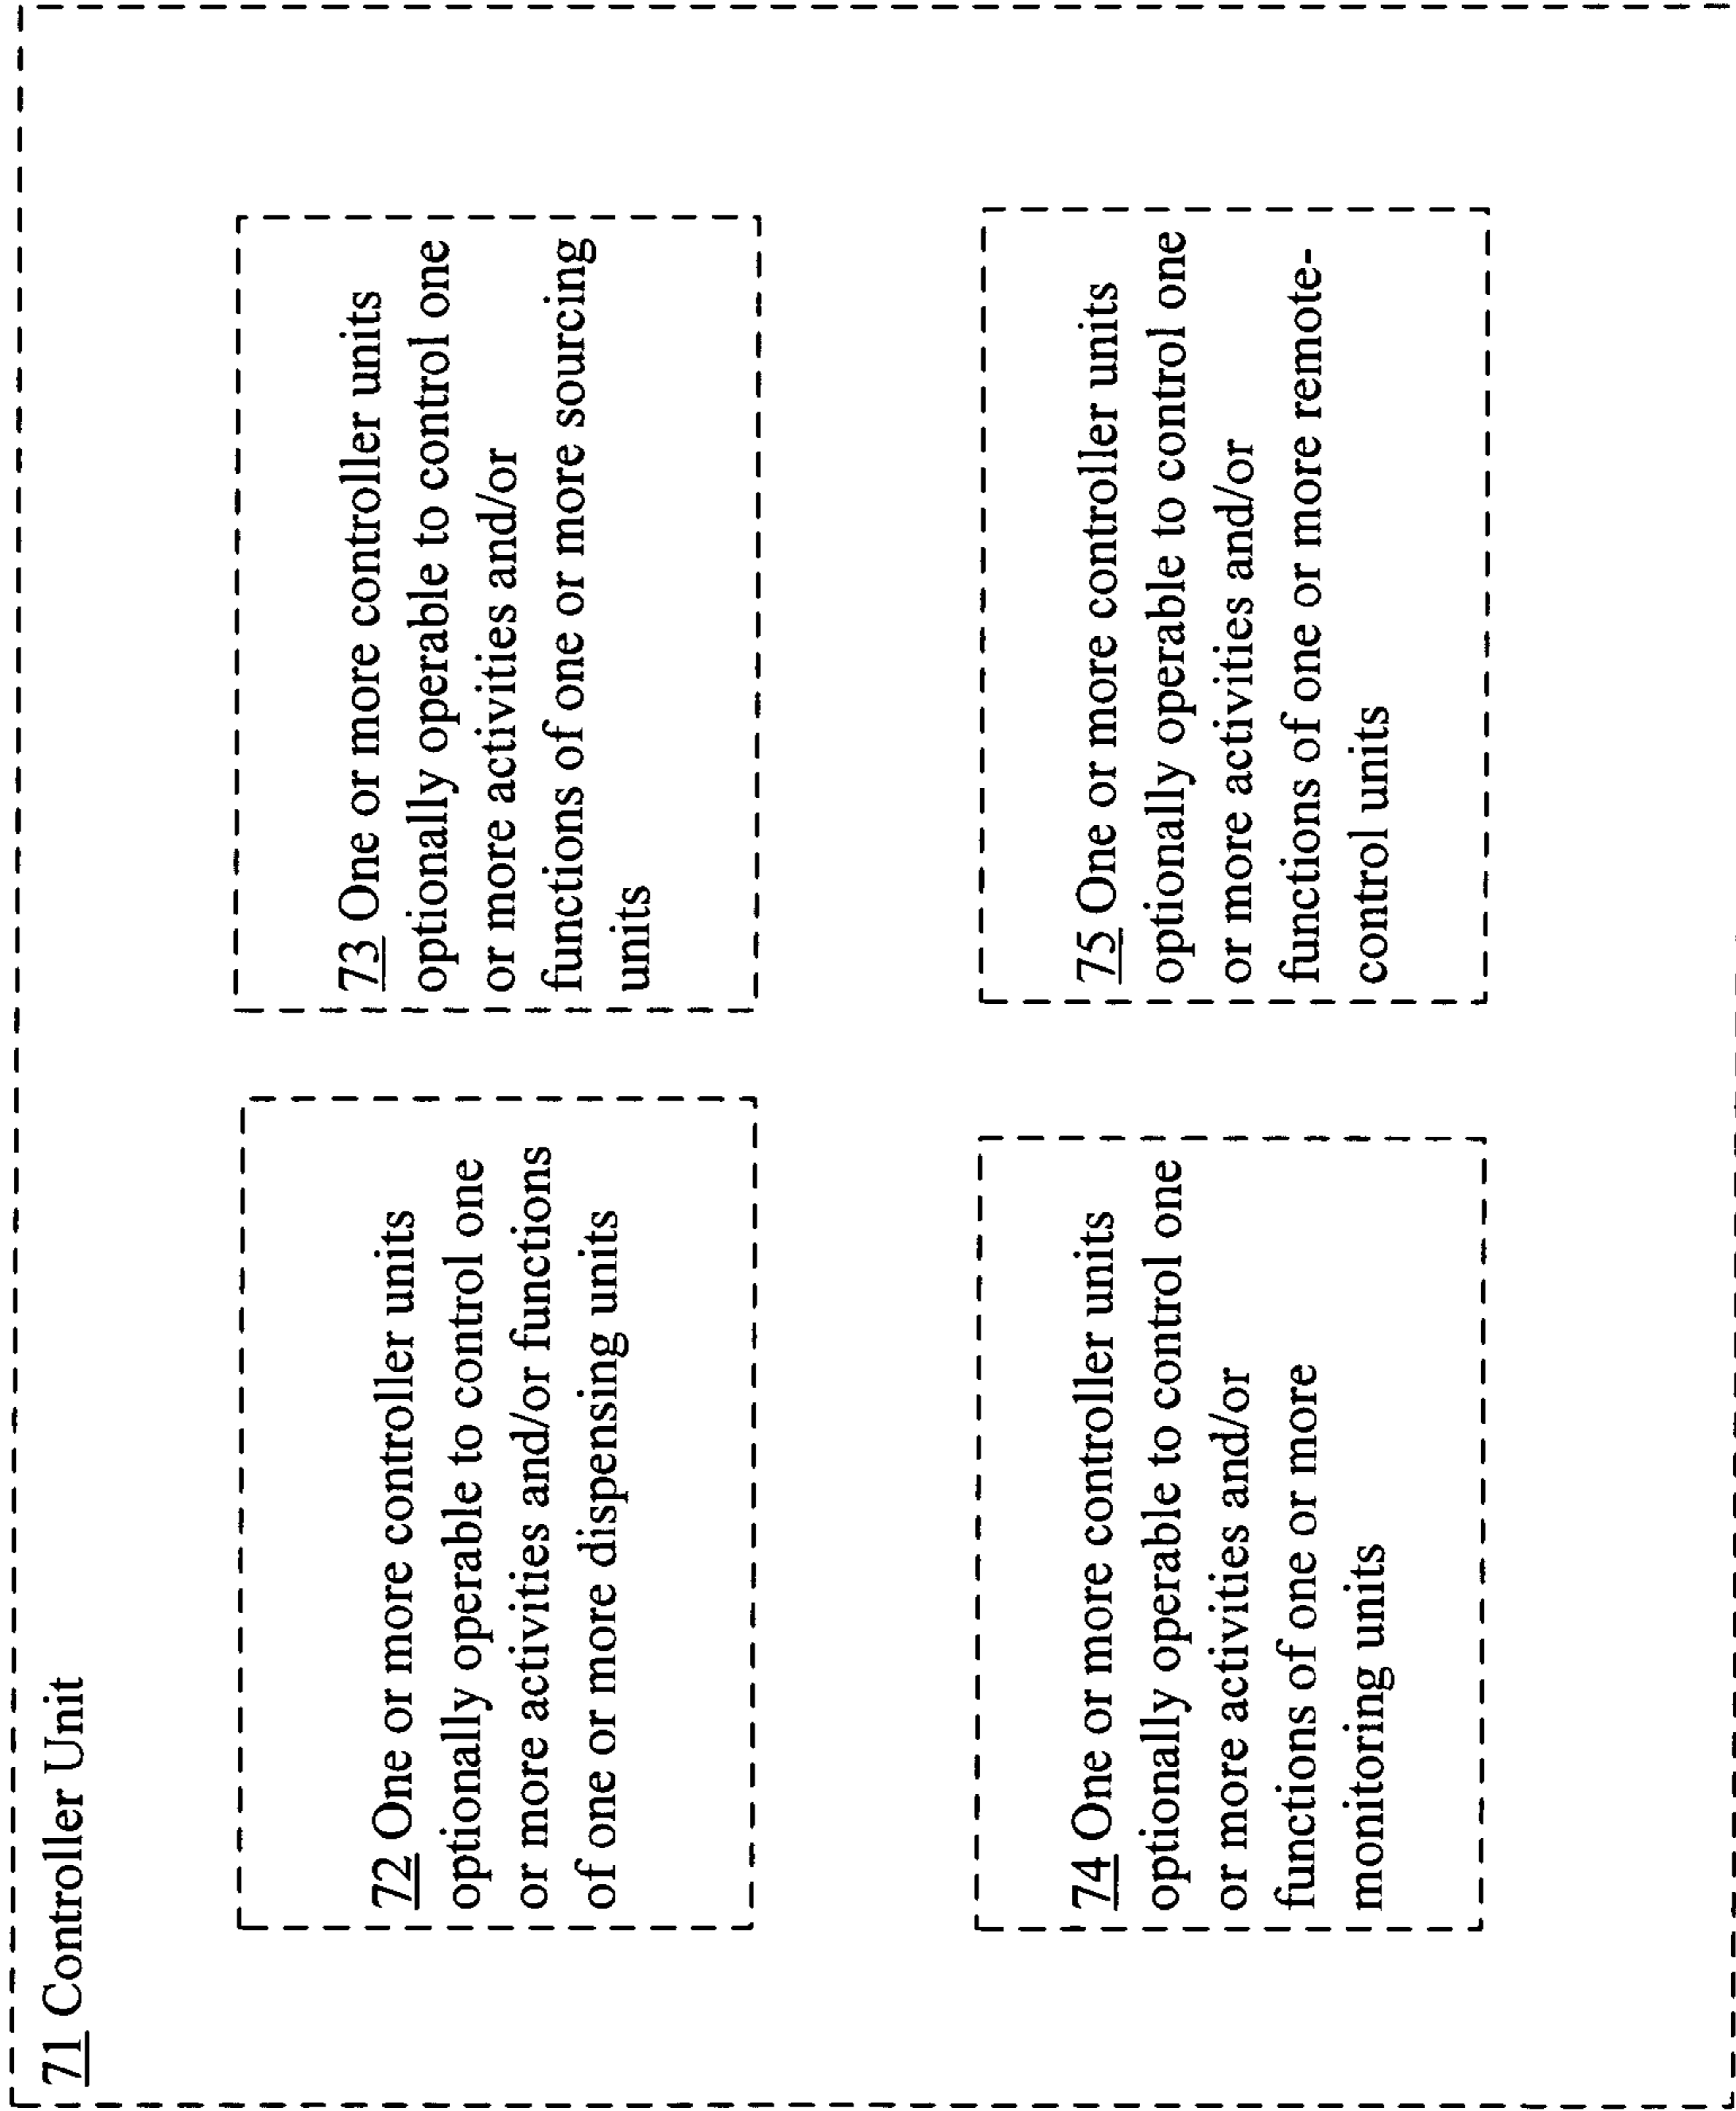 71 Controller Unit
72 One or more controller units
optionally operable to control one
or more activities and/or functions
of one or more dispensing units
73 One or more controller units
optionally operable to control one
or more activities and/or
functions of one or more sourcing
units
74 One or more controller units
optionally operable to control one
or more activities and/or
functions of one or more
monitoring units
75 One or more controller units
optionally operable to control one
or more activities and/or
functions of one or more remote-
control units